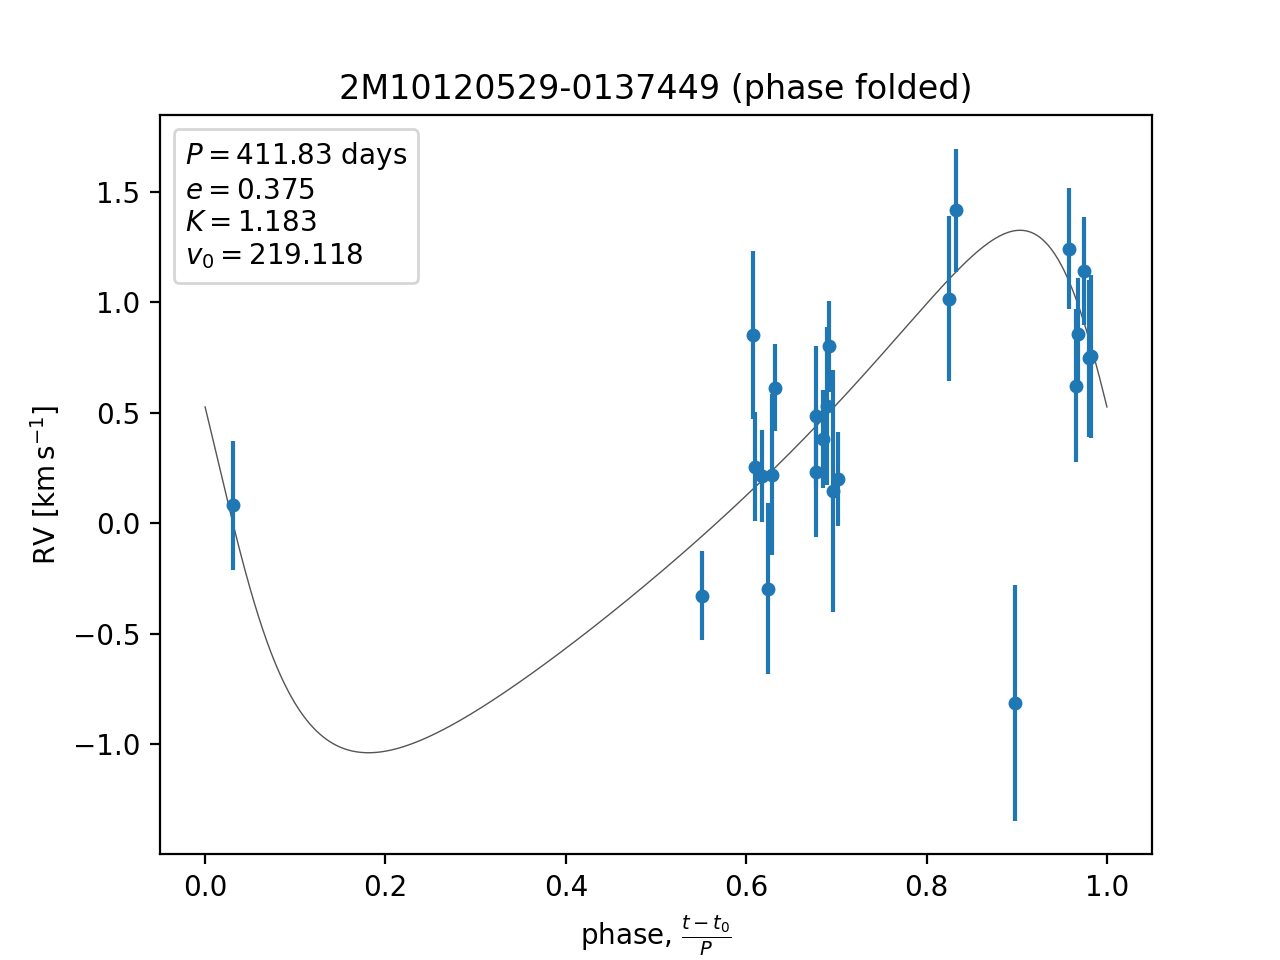 2M10120529-0137449 (phase folded)
P = 411.83 days
e = 0.375
K = 1.183
v₀ = 219.118
1.5
1.0
0.5
0.0
−0.5
−1.0
RV [km s⁻¹]
0.0 0.2 0.4 0.6 0.8 1.0
phase, \frac{t − t₀}{P}